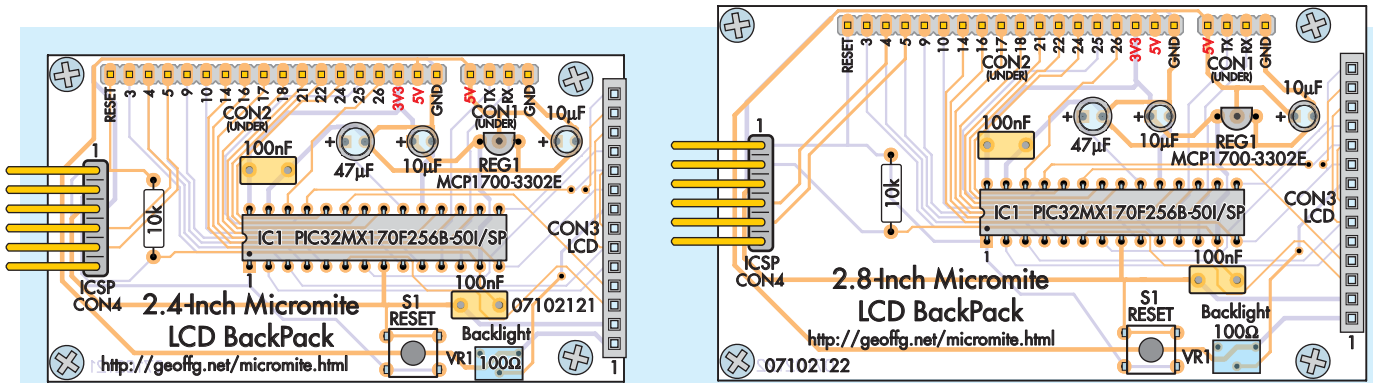 RESET 3 4 5 9 10 14 16 17 18 21 22 24 25 26 3V3 5V GND
5V TX RX GND
CON2
(UNDER)
CON1
(UNDER)
10µF
100nF
+
47µF
+
10µF
REG1
MCP1700-3302E
+
1
10k
IC1 PIC32MX170F256B-50I/SP
CON3
LCD
1
ICSP
CON4
100nF
07102121
2.4-Inch Micromite
LCD BackPack
http://geoffg.net/micromite.html
S1
RESET
Backlight
VR1
100Ω
1
RESET 3 4 5 9 10 14 16 17 18 21 22 24 25 26 3V3 5V GND
5V TX RX GND
CON2
(UNDER)
CON1
(UNDER)
10µF
100nF
+
47µF
+
10µF
REG1
MCP1700-3302E
+
1
10k
IC1 PIC32MX170F256B-50I/SP
CON3
LCD
1
ICSP
CON4
100nF
2.8-Inch Micromite
LCD BackPack
http://geoffg.net/micromite.html
07102122
S1
RESET
Backlight
100Ω
VR1
1